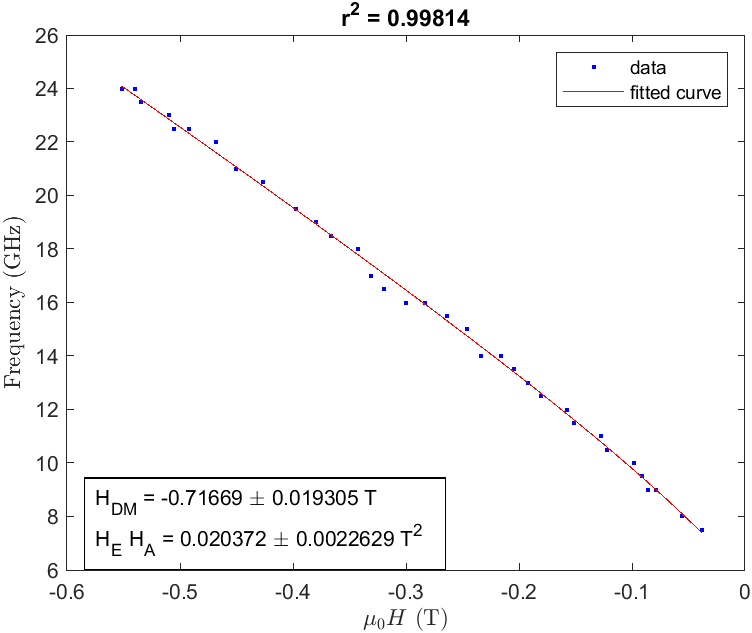 r² = 0.99814
26
24
22
20
18
16
14
12
10
8
6
Frequency (GHz)
data
fitted curve
H_DM = -0.71669 ± 0.019305 T
H_E H_A = 0.020372 ± 0.0022629 T²
-0.6 -0.5 -0.4 -0.3 -0.2 -0.1 0
μ₀H (T)